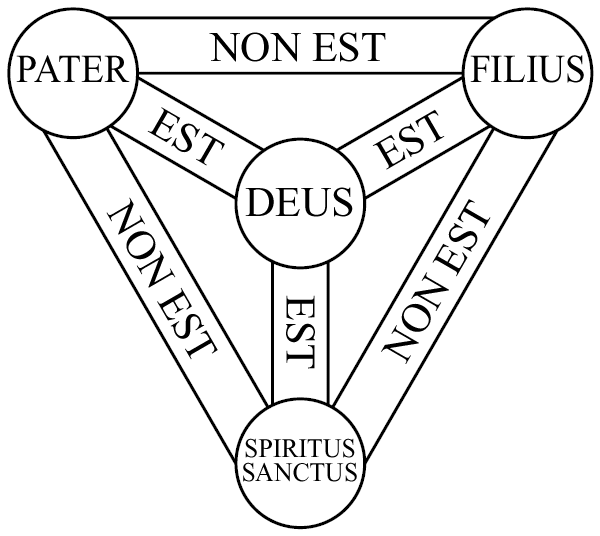 PATER
NON EST
FILIUS
EST
EST
DEUS
NON EST
EST
NON EST
SPIRITUS
SANCTUS